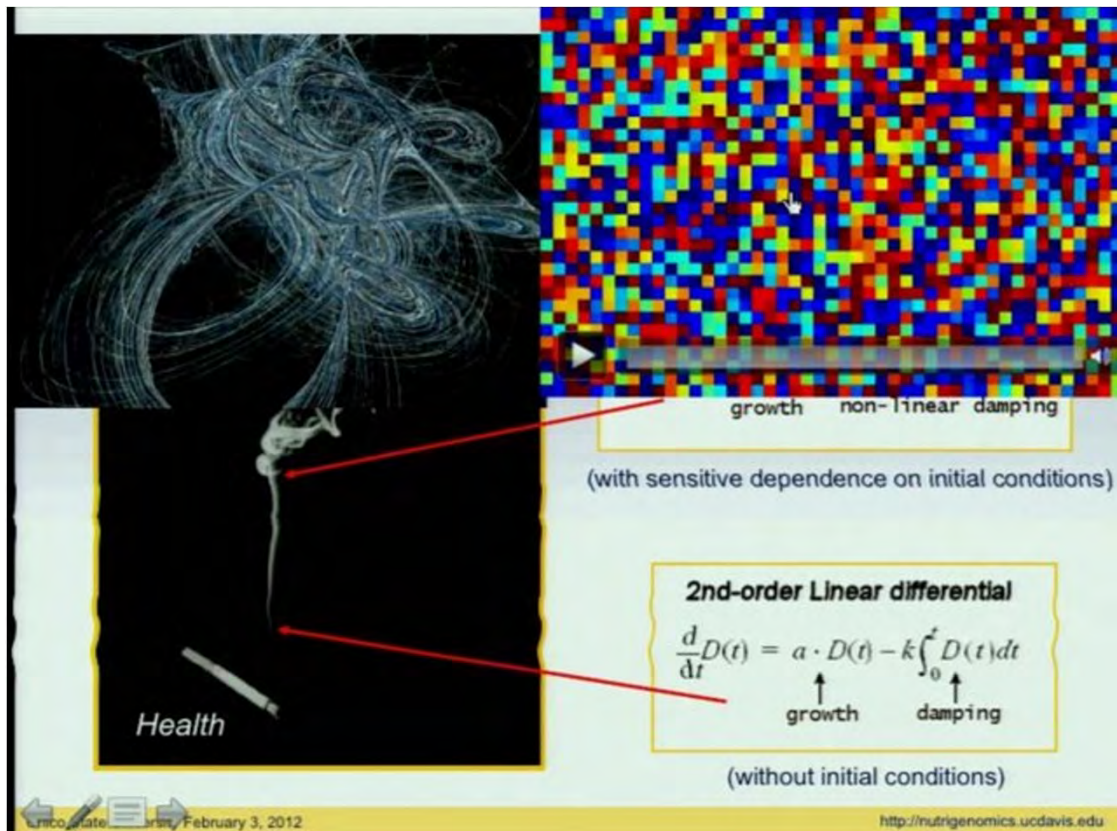 growth non-linear damping
(with sensitive dependence on initial conditions)
2nd-order Linear differential
d/dt D(t) = a · D(t) − k∫₀ᵗ D(t)dt
growth damping
(without initial conditions)
Health
February 3, 2012
http://nutrigenomics.ucdavis.edu